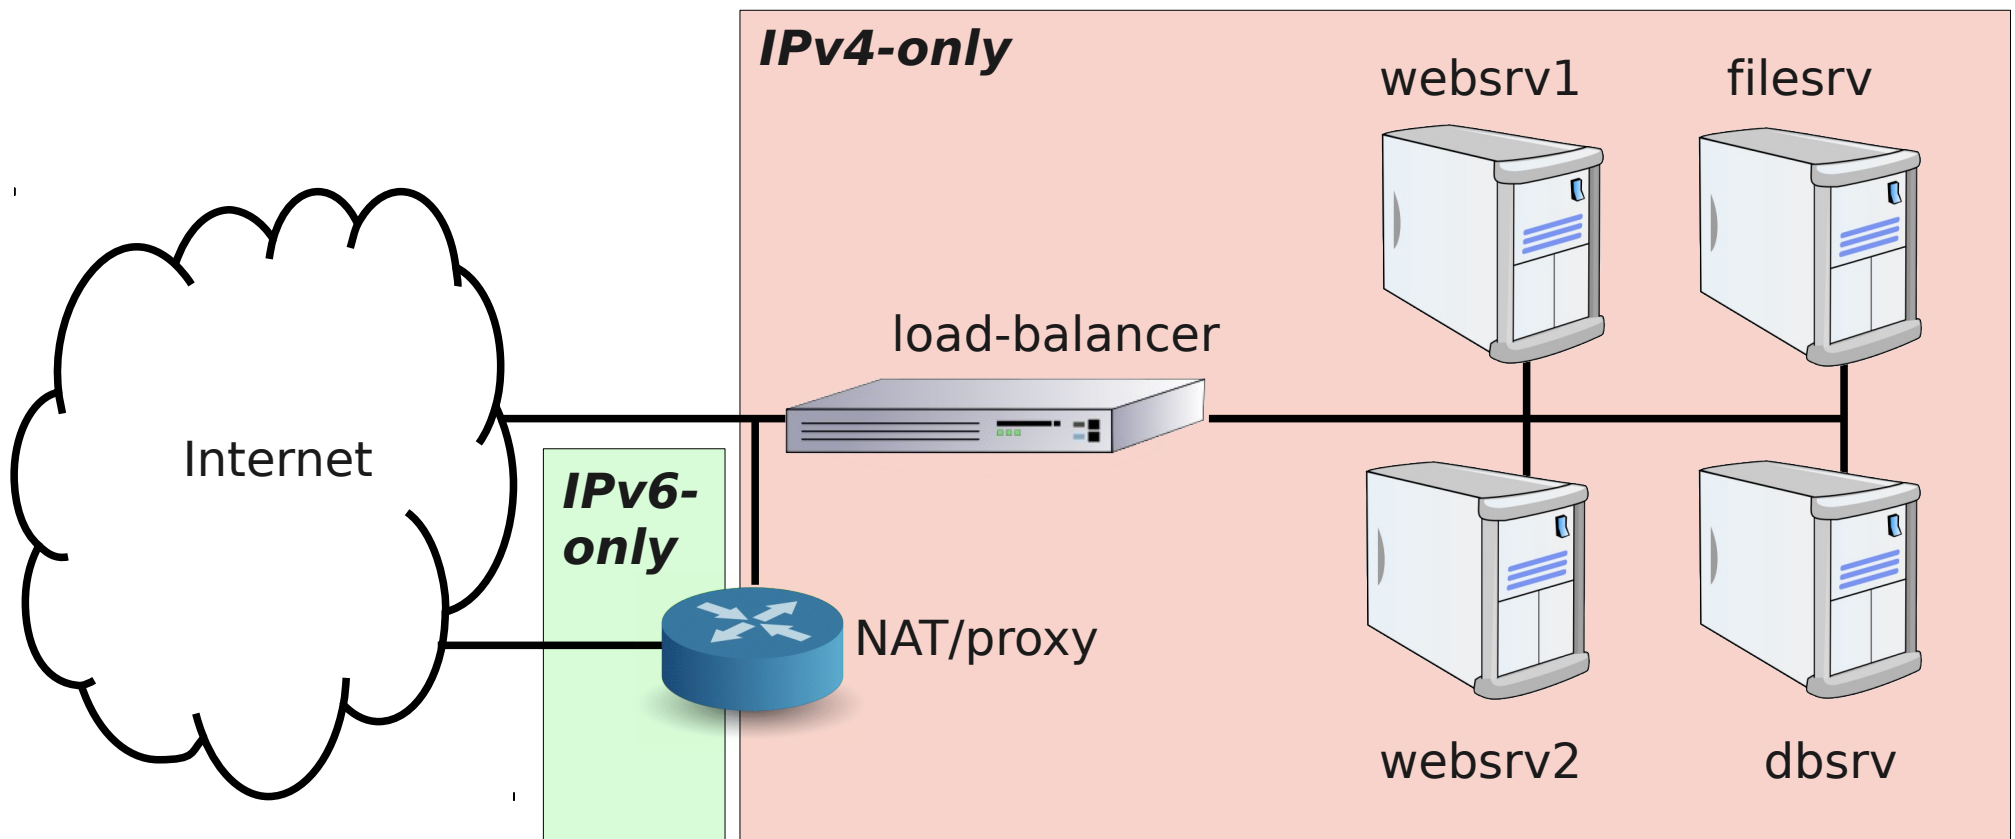 IPv4-only
websrv1
filesrv
load-balancer
Internet
IPv6-
only
NAT/proxy
websrv2
dbsrv